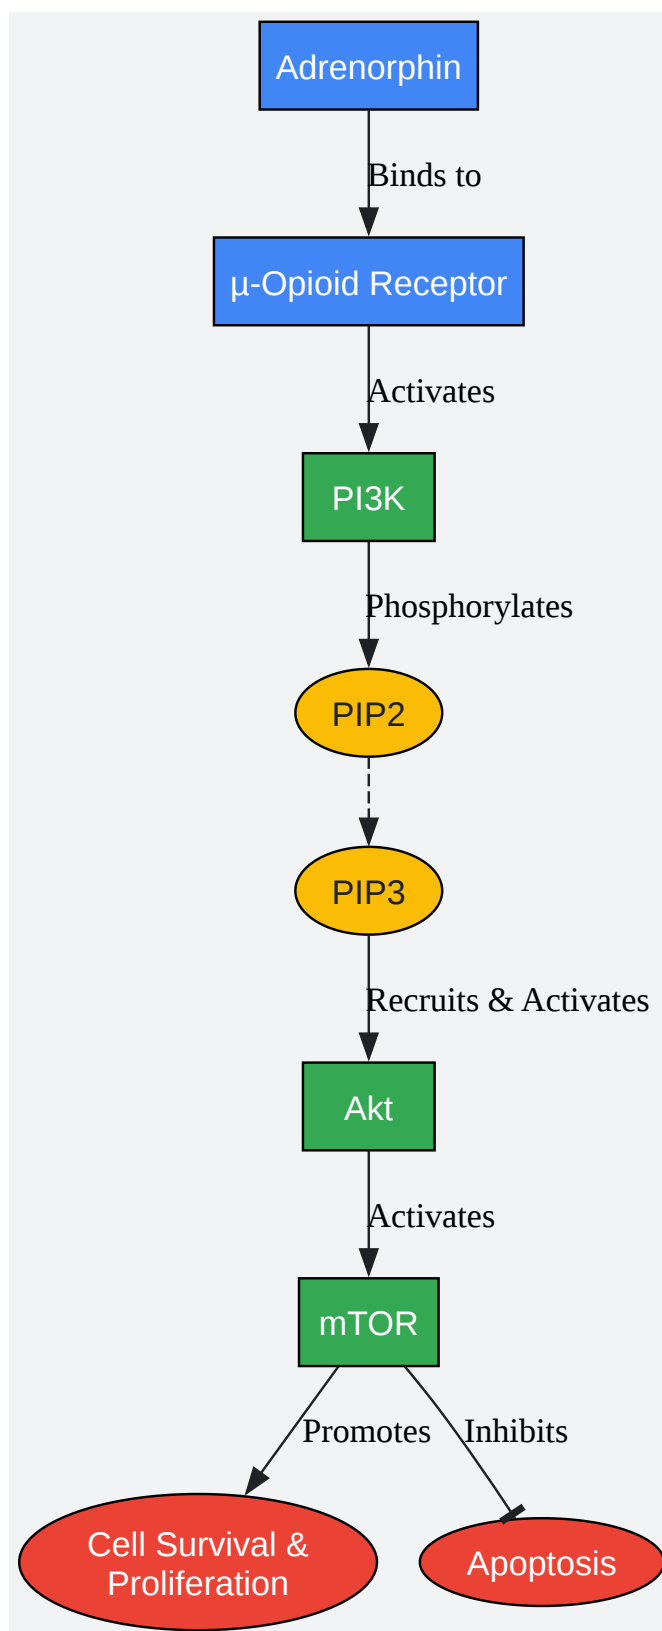 Adrenorphin
Binds to
µ-Opioid Receptor
Activates
PI3K
Phosphorylates
PIP2
PIP3
Recruits & Activates
Akt
Activates
mTOR
Promotes
Inhibits
Cell Survival &
Proliferation
Apoptosis